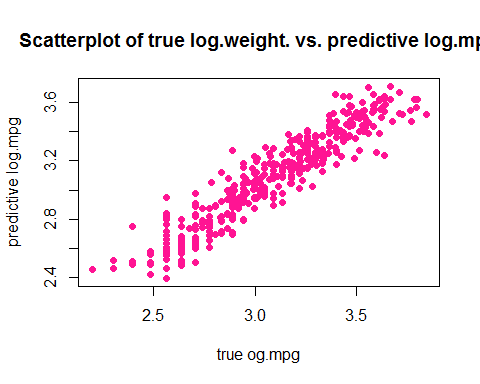 Scatterplot of true log.weight. vs. predictive log.mp
3.6
3.2
2.8
2.4
predictive log.mpg
2.5 3.0 3.5
true og.mpg